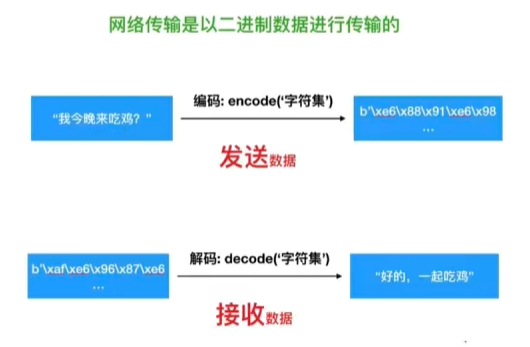 网络传输是以二进制数据进行传输的
编码: encode(‘字符集’)
“我今晚来吃鸡？”
b'\xe6\x88\x91\xe6\x98
...
发送数据
解码: decode(‘字符集’)
b'\xaf\xe6\x96\x87\xe6
...
“好的，一起吃鸡”
接收数据